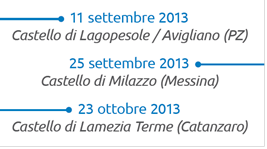 11 settembre 2013
Castello di Lagopesole / Avigliano (PZ)
25 settembre 2013
Castello di Milazzo (Messina)
23 ottobre 2013
Castello di Lamezia Terme (Catanzaro)